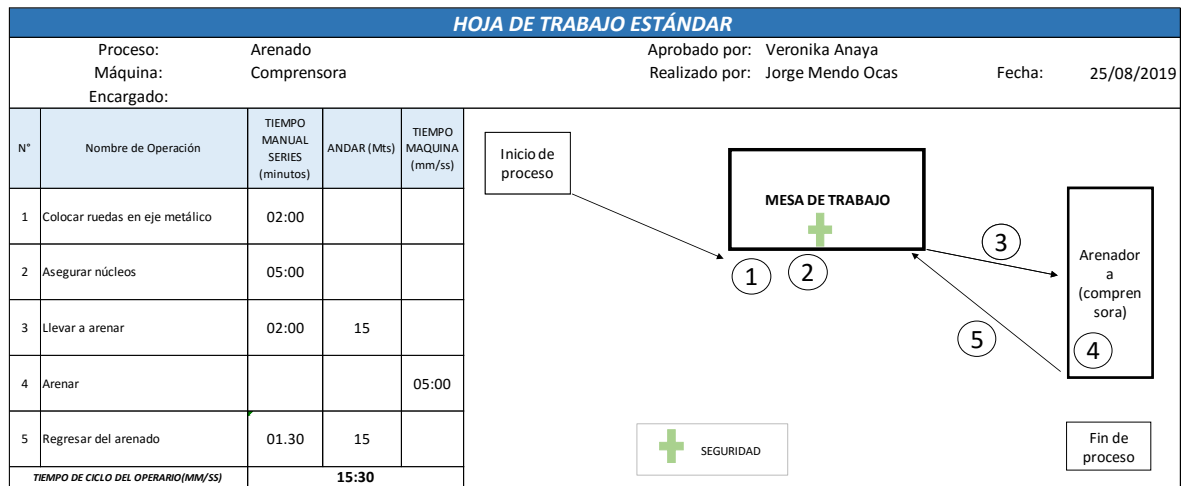 HOJA DE TRABAJO ESTÁNDAR
Proceso: Arenado Aprobado por: Veronika Anaya
Máquina: Comprensora Realizado por: Jorge Mendo Ocas Fecha: 25/08/2019
Encargado:
N° Nombre de Operación TIEMPO MANUAL SERIES (minutos) ANDAR (Mts) TIEMPO MAQUINA (mm/ss)
1 Colocar ruedas en eje metálico 02:00
2 Asegurar núcleos 05:00
3 Llevar a arenar 02:00 15
4 Arenar 05:00
5 Regresar del arenado 01.30 15
TIEMPO DE CICLO DEL OPERARIO(MM/SS) 15:30
Inicio de
proceso
MESA DE TRABAJO
1
2
3
Arenador
a
(compren
sora)
4
5
SEGURIDAD
Fin de
proceso